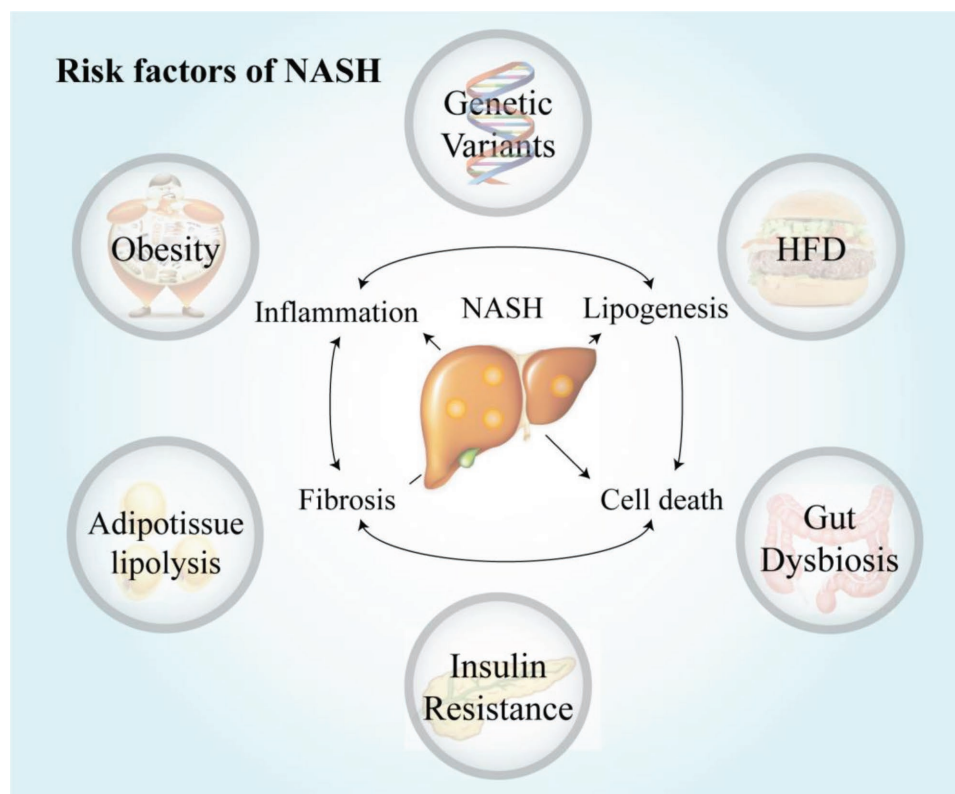 Risk factors of NASH
Genetic
Variants
Obesity
HFD
Inflammation
NASH
Lipogenesis
Fibrosis
Cell death
Adipotissue
lipolysis
Gut
Dysbiosis
Insulin
Resistance